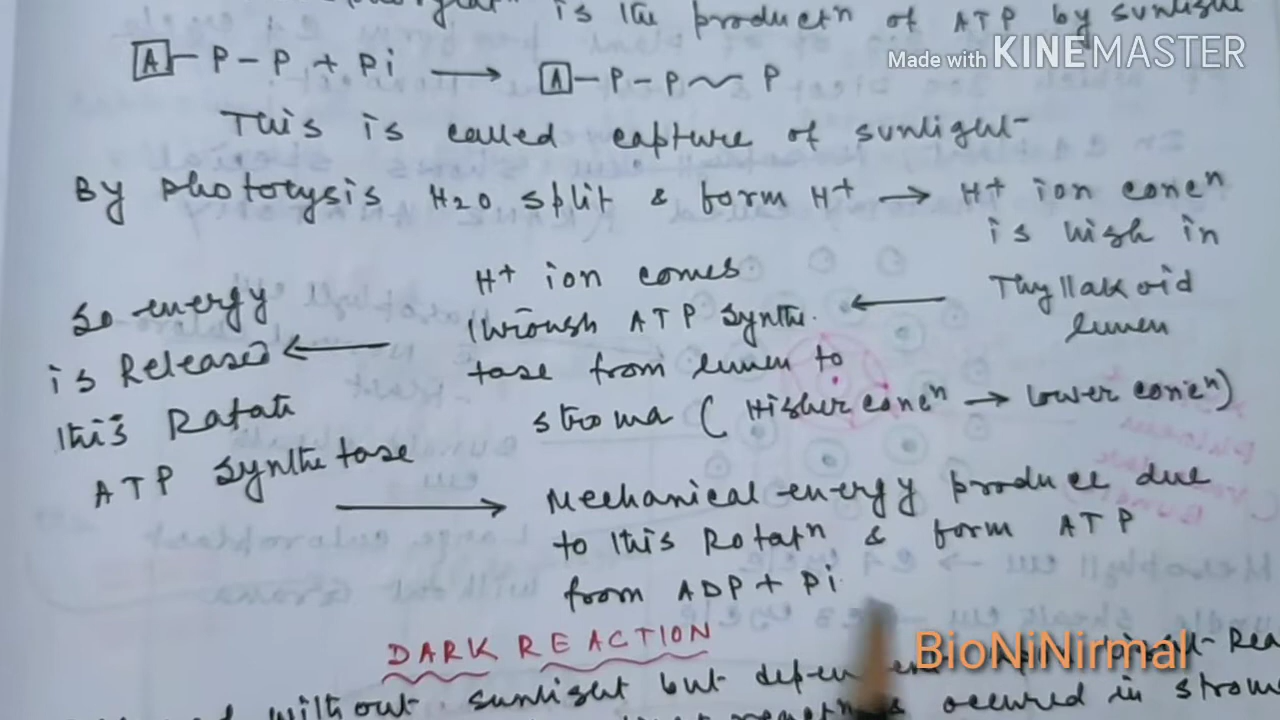 is the productⁿ of ATP by sunlight
A - P - P + Pi → A - P - P ~ P
Made with KINEMASTER
This is called capture of sunlight
By photolysis H2O split & form H+ → H+ ion concⁿ
is high in
Thyllakoid
lumen
←
H+ ion comes
through ATP synthe
tase from lumen to
stroma (Higher concⁿ → lower concⁿ)
←
So energy
is Released
this Rotate
ATP synthetase
→ Mechanical energy produce due
to this Rotatⁿ & form ATP
from ADP + Pi
DARK REACTION
BioNiNirmal
without sunlight but
occured in